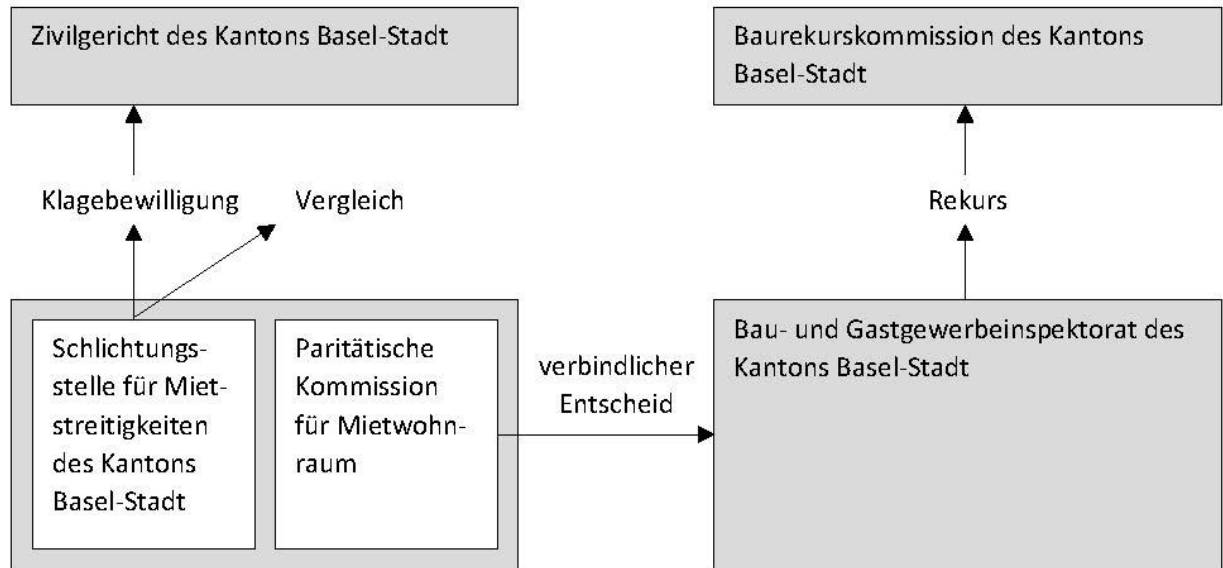 Zivilgericht des Kantons Basel-Stadt
Baurekurskommission des Kantons
Basel-Stadt
Klagebewilligung
Vergleich
Rekurs
Schlichtungs-
stelle für Miet-
streitigkeiten
des Kantons
Basel-Stadt
Paritätische
Kommission
für Mietwohn-
raum
verbindlicher
Entscheid
Bau- und Gastgewerbeinspektorat des
Kantons Basel-Stadt